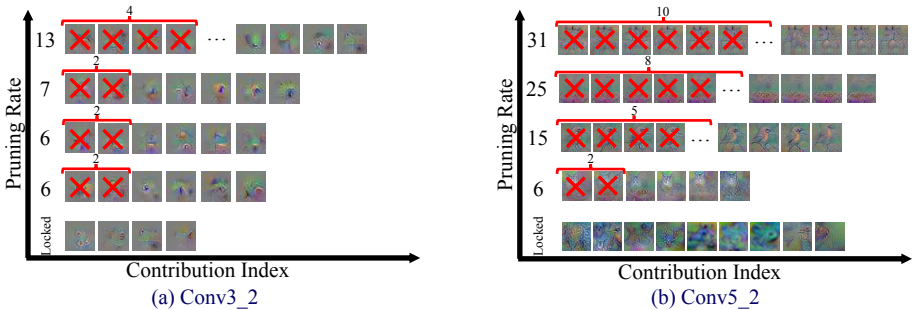 4
13
...
2
7
2
6
2
6
Locked
Pruning Rate
Contribution Index
(a) Conv3_2
10
31
...
8
25
...
5
15
...
2
6
Locked
Pruning Rate
Contribution Index
(b) Conv5_2